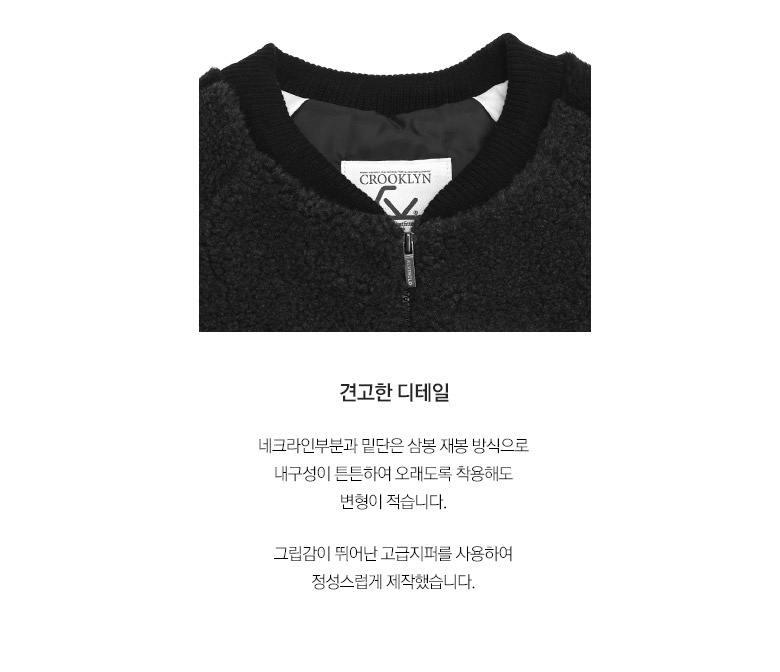 CROOKLYN
견고한 디테일
네크라인부분과 밑단은 삼봉 재봉 방식으로
내구성이 튼튼하여 오래도록 착용해도
변형이 적습니다.
그립감이 뛰어난 고급지퍼를 사용하여
정성스럽게 제작했습니다.